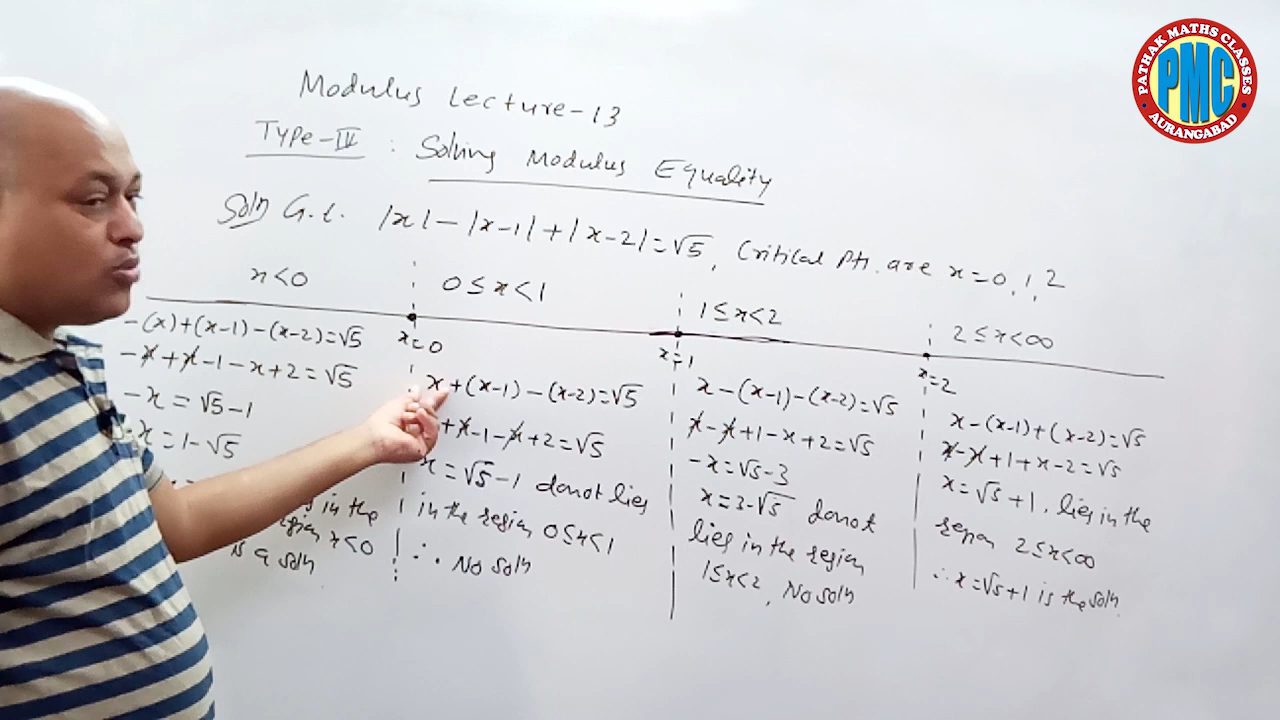 PATHAK MATHS CLASSES
PMC
AURANGABAD
Modulus Lecture-13
Type-IV : Solving Modulus Equality
Soln G.E. |x|-|x-1|+|x-2|=√5, Critical Pts. are x=0,1,2
x<0
-(x)+(x-1)-(x-2)=√5
-x+x-1-x+2=√5
-x=√5-1
-x=1-√5
in the
region x<0
is a soln
0≤x<1
x=0
x+(x-1)-(x-2)=√5
+x-1-x+2=√5
x=√5-1 donot lies
in the region 0≤x<1
∴ No soln
1≤x<2
x=1
x-(x-1)-(x-2)=√5
x-x+1-x+2=√5
-x=√5-3
x=3-√5 donot
lies in the region
1≤x<2, No soln
2≤x<∞
x=2
x-(x-1)+(x-2)=√5
x-x+1+x-2=√5
x=√5+1. lies in the
region 2≤x<∞
∴ x=√5+1 is the soln.